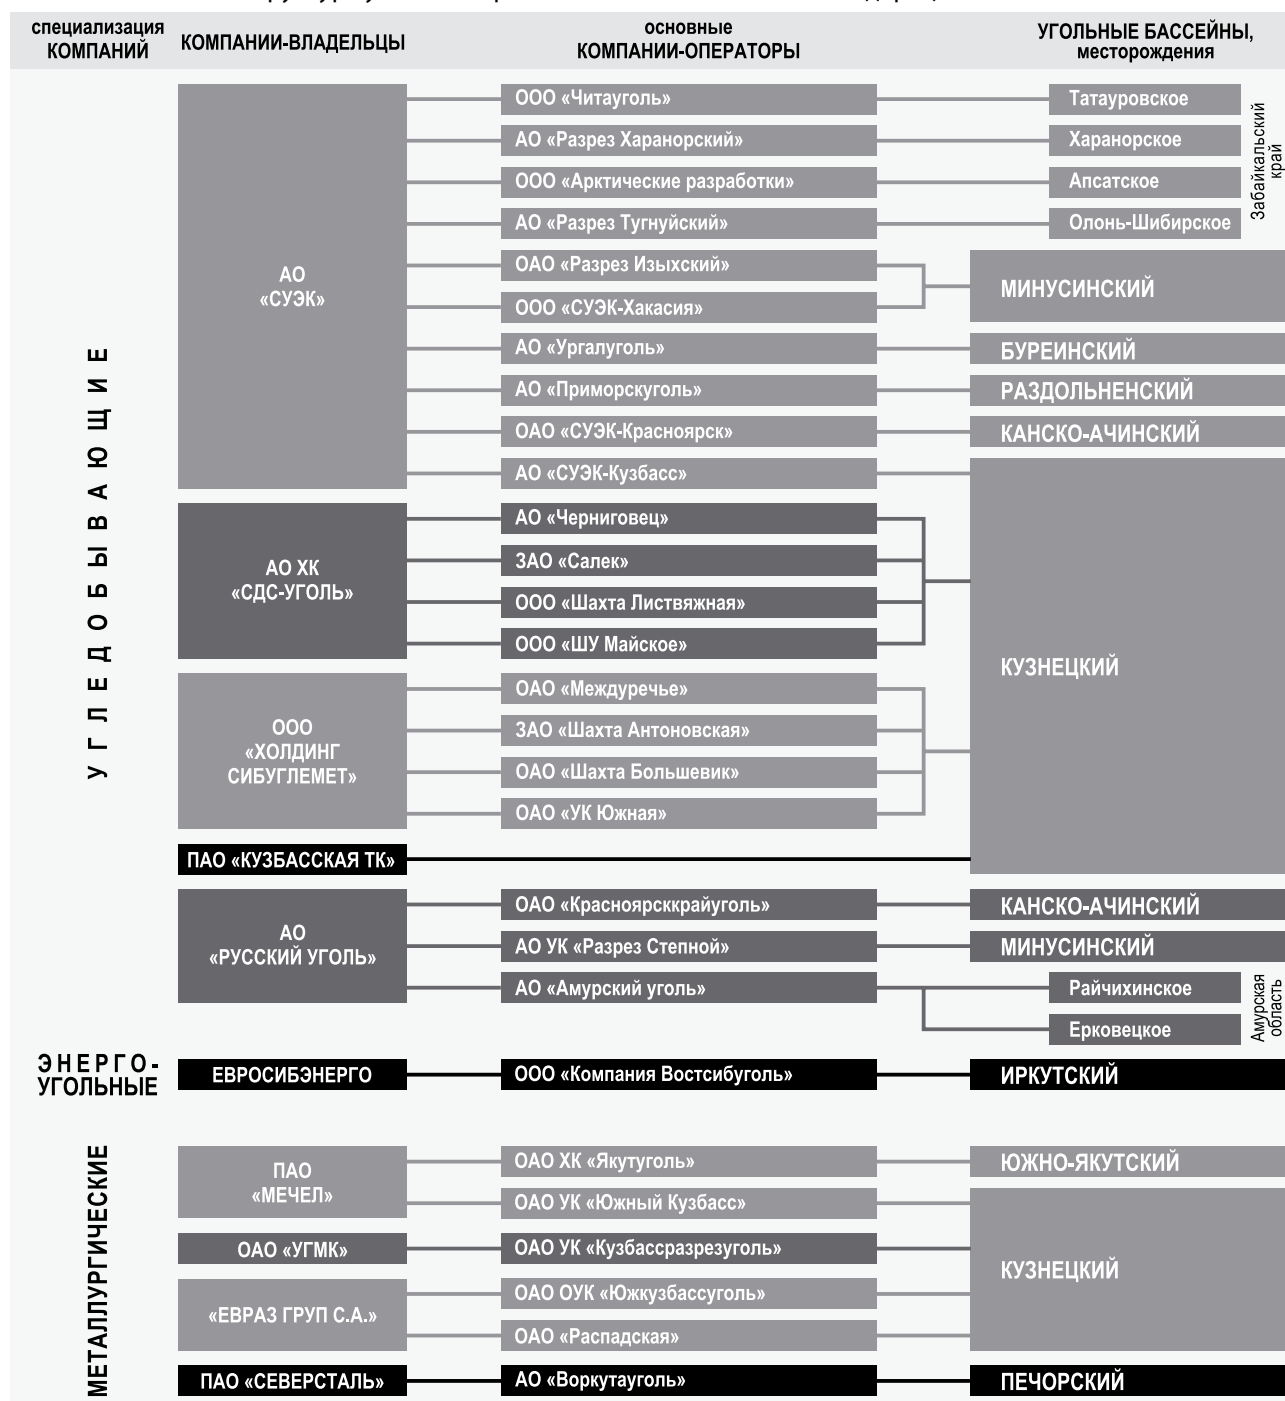 специализация
КОМПАНИЙ
КОМПАНИИ-ВЛАДЕЛЬЦЫ
основные
КОМПАНИИ-ОПЕРАТОРЫ
УГОЛЬНЫЕ БАССЕЙНЫ,
месторождения
УГЛЕДОБЫВАЮЩИЕ
АО
«СУЭК»
ООО «Читауголь»
Татауровское
АО «Разрез Харанорский»
Харанорское
ООО «Арктические разработки»
Апсатское
АО «Разрез Тугнуйский»
Олонь-Шибирское
Забайкальский
край
ОАО «Разрез Изыхский»
ООО «СУЭК-Хакасия»
МИНУСИНСКИЙ
АО «Ургалуголь»
БУРЕИНСКИЙ
АО «Приморскуголь»
РАЗДОЛЬНЕНСКИЙ
ОАО «СУЭК-Красноярск»
КАНСКО-АЧИНСКИЙ
АО «СУЭК-Кузбасс»
АО ХК
«СДС-УГОЛЬ»
АО «Черниговец»
ЗАО «Салек»
ООО «Шахта Листвяжная»
ООО «ШУ Майское»
КУЗНЕЦКИЙ
ООО
«ХОЛДИНГ
СИБУГЛЕМЕТ»
ОАО «Междуречье»
ЗАО «Шахта Антоновская»
ОАО «Шахта Большевик»
ОАО «УК Южная»
ПАО «КУЗБАССКАЯ ТК»
АО
«РУССКИЙ УГОЛЬ»
ОАО «Красноярсккрайуголь»
КАНСКО-АЧИНСКИЙ
АО УК «Разрез Степной»
МИНУСИНСКИЙ
АО «Амурский уголь»
Райчихинское
Ерковецкое
Амурская
область
ЭНЕРГО-
УГОЛЬНЫЕ
ЕВРОСИБЭНЕРГО
ООО «Компания Востсибуголь»
ИРКУТСКИЙ
МЕТАЛЛУРГИЧЕСКИЕ
ПАО
«МЕЧЕЛ»
ОАО ХК «Якутуголь»
ЮЖНО-ЯКУТСКИЙ
ОАО УК «Южный Кузбасс»
ОАО «УГМК»
ОАО УК «Кузбассразрезуголь»
КУЗНЕЦКИЙ
«ЕВРАЗ ГРУП С.А.»
ОАО ОУК «Южкузбассуголь»
ОАО «Распадская»
ПАО «СЕВЕРСТАЛЬ»
АО «Воркутауголь»
ПЕЧОРСКИЙ